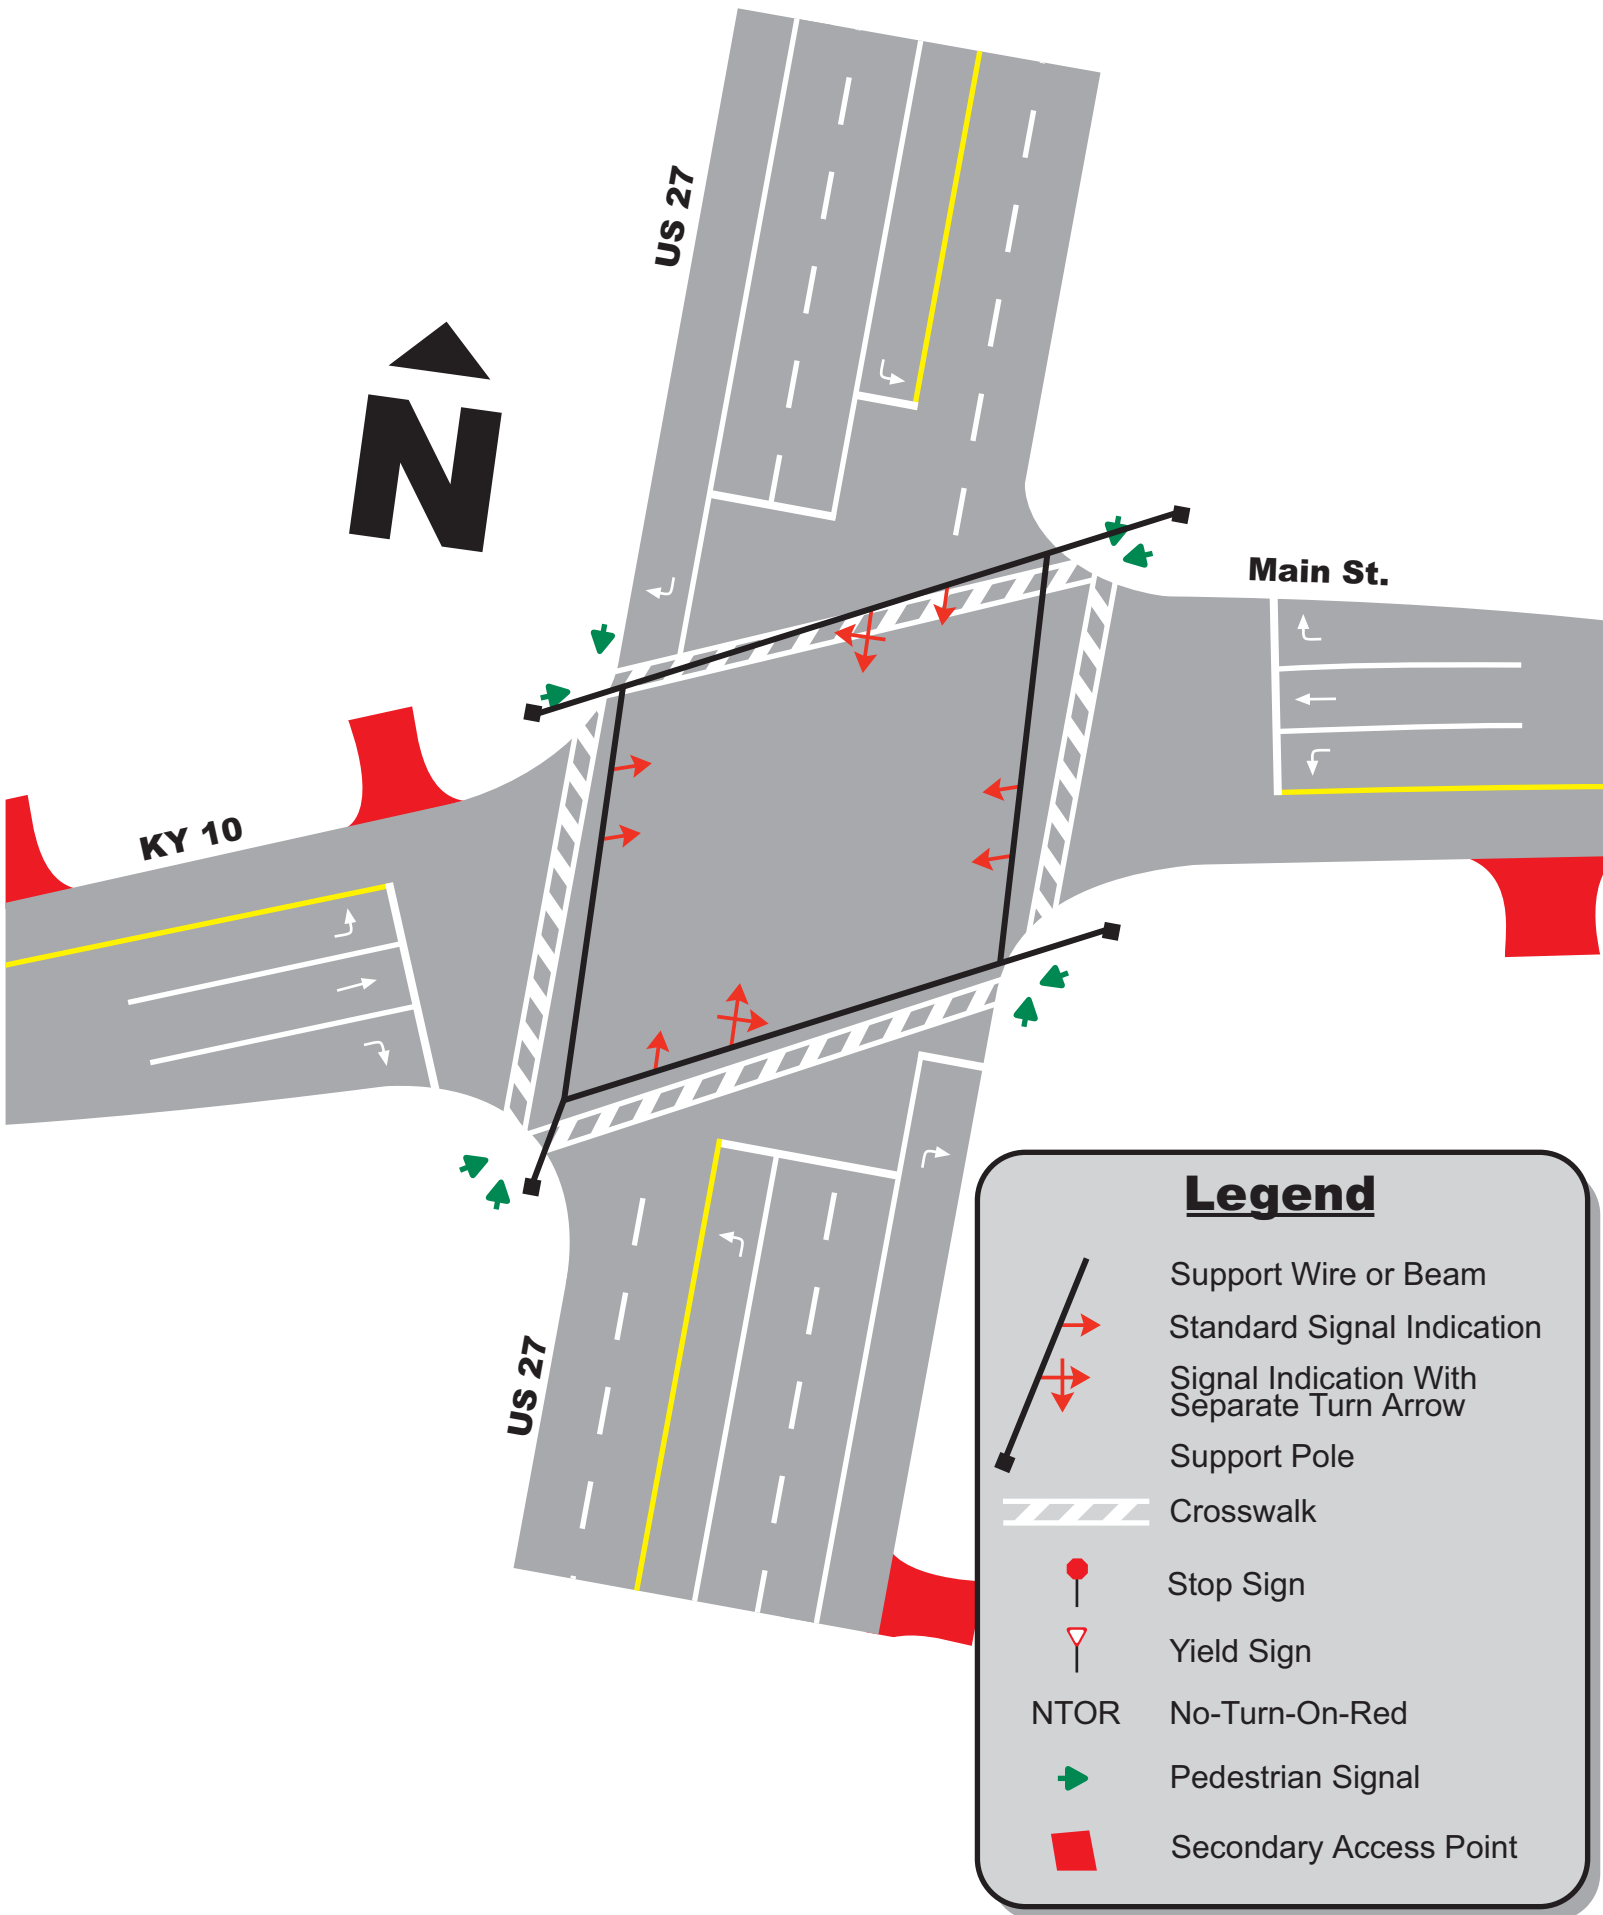 US 27
N
Main St.
KY 10
US 27
Legend
Support Wire or Beam
Standard Signal Indication
Signal Indication With
Separate Turn Arrow
Support Pole
Crosswalk
Stop Sign
Yield Sign
NTOR No-Turn-On-Red
Pedestrian Signal
Secondary Access Point